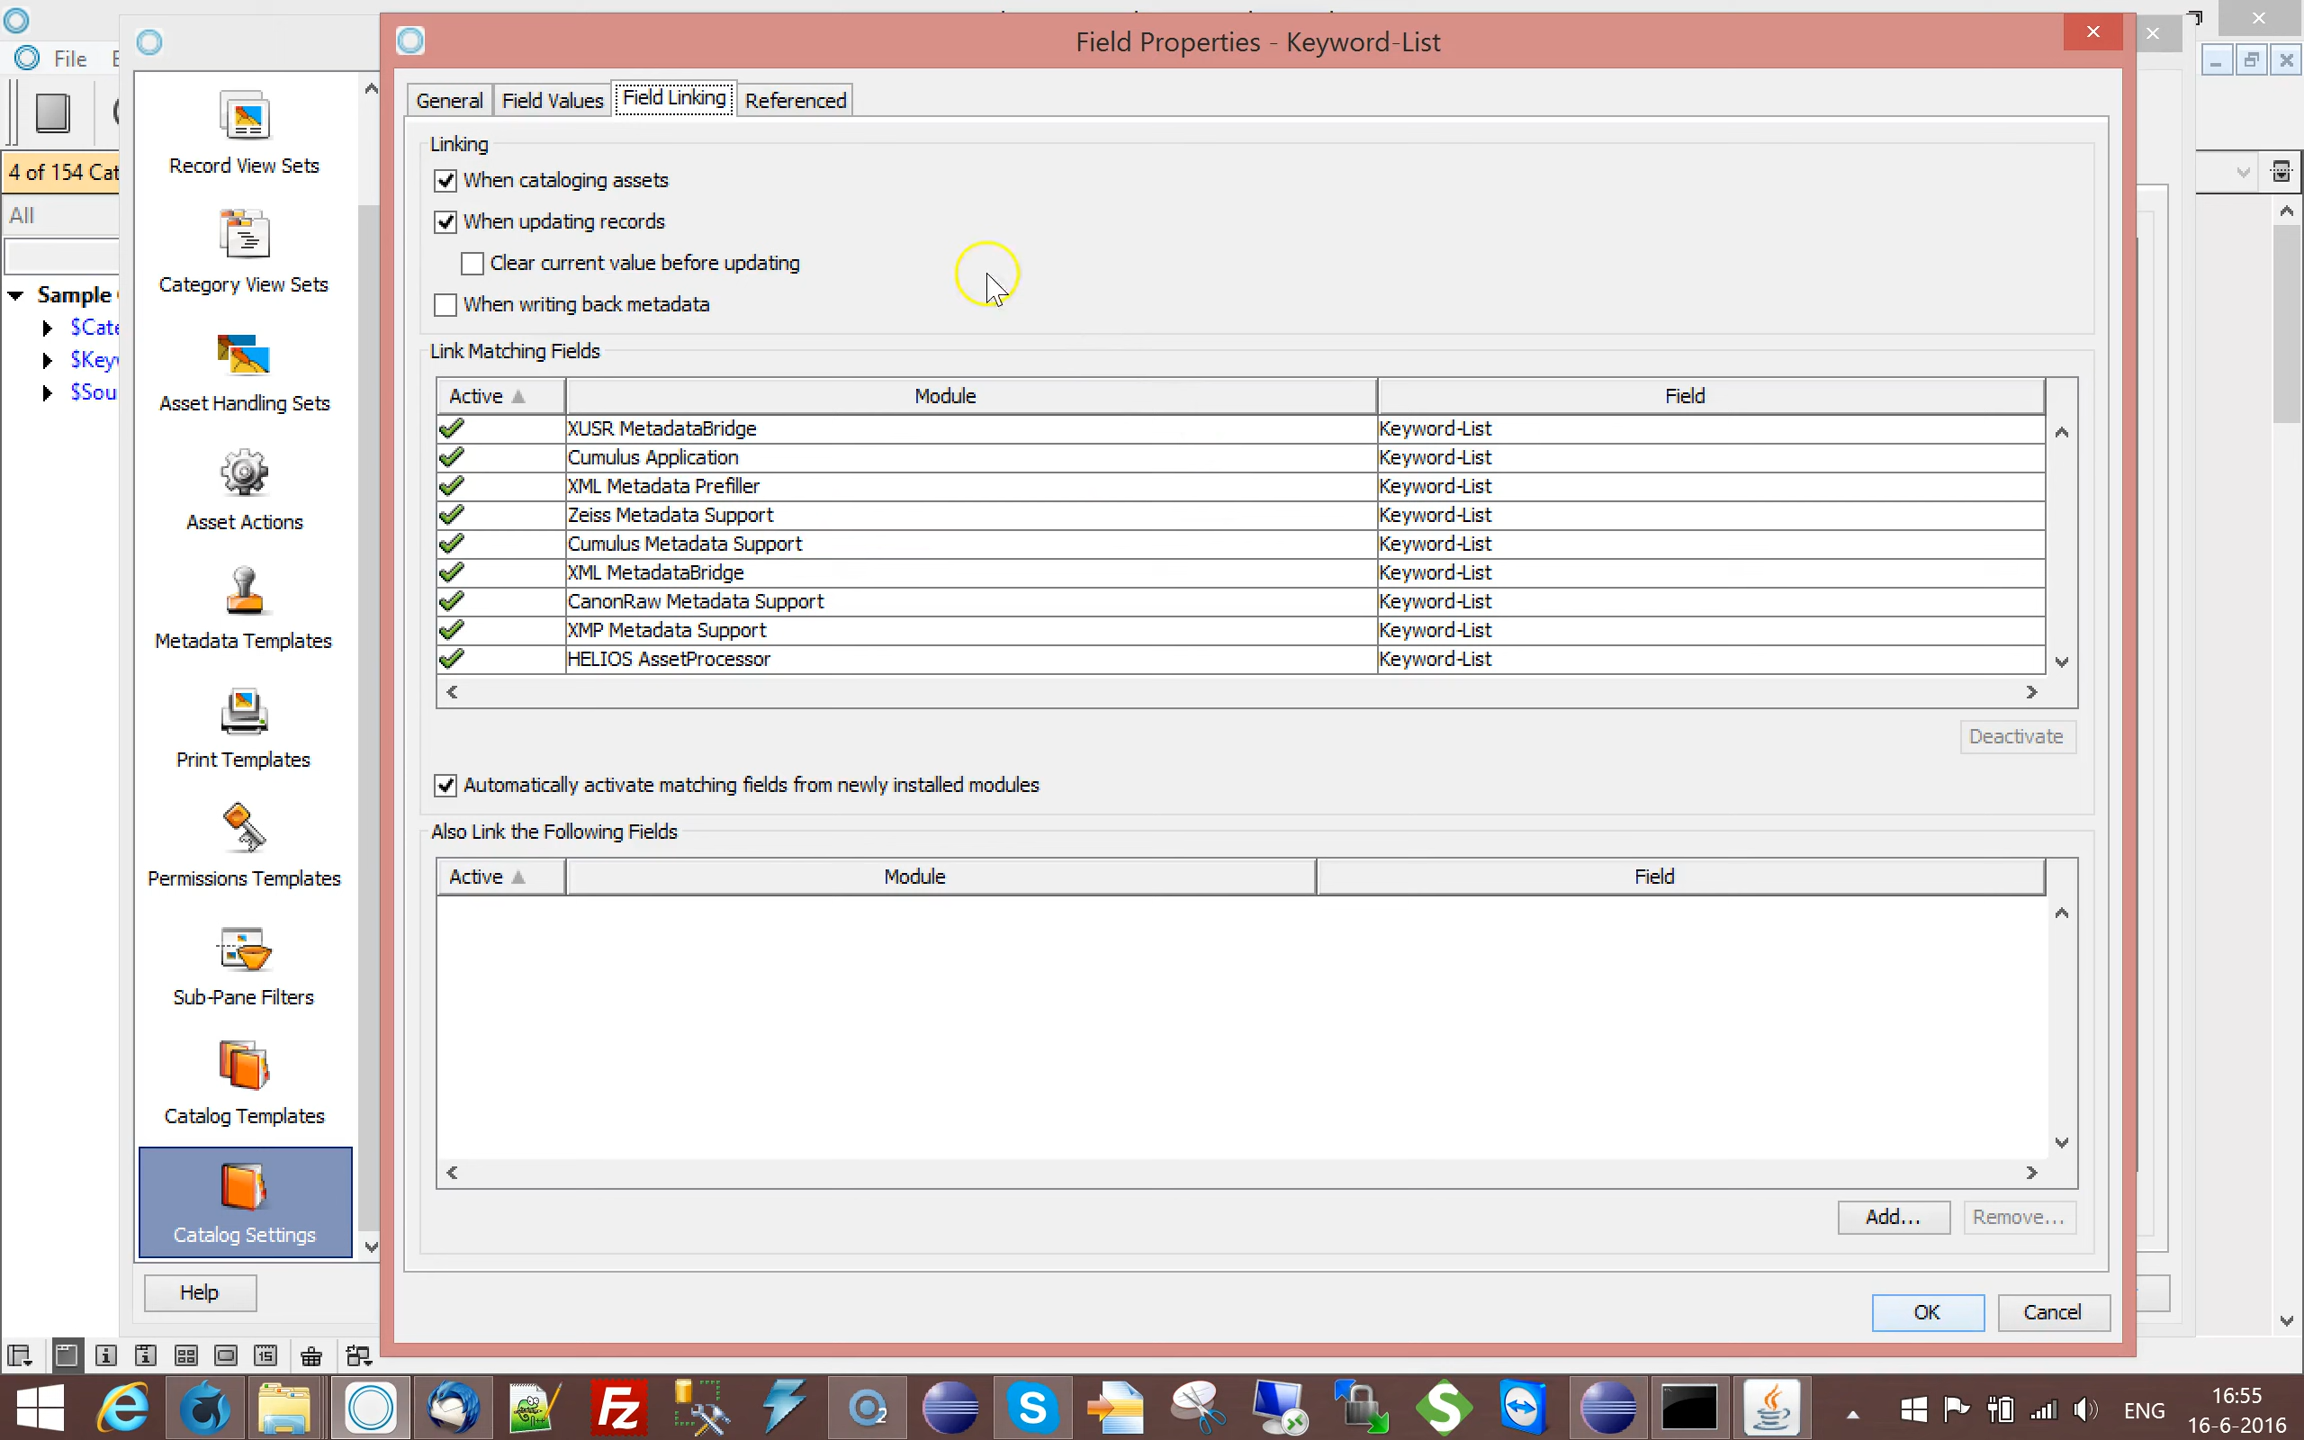 Field Properties - Keyword-List
File
4 of 154 Cat
All
Sample
$Cate
$Keyw
$Sou
Record View Sets
Category View Sets
Asset Handling Sets
Asset Actions
Metadata Templates
Print Templates
Permissions Templates
Sub-Pane Filters
Catalog Templates
Catalog Settings
Help
General
Field Values
Field Linking
Referenced
Linking
When cataloging assets
When updating records
Clear current value before updating
When writing back metadata
Link Matching Fields
Active Module Field
XUSR MetadataBridge Keyword-List
Cumulus Application Keyword-List
XML Metadata Prefiller Keyword-List
Zeiss Metadata Support Keyword-List
Cumulus Metadata Support Keyword-List
XML MetadataBridge Keyword-List
CanonRaw Metadata Support Keyword-List
XMP Metadata Support Keyword-List
HELIOS AssetProcessor Keyword-List
Deactivate
Automatically activate matching fields from newly installed modules
Also Link the Following Fields
Active Module Field
Add... Remove...
OK Cancel
15
ENG
16:55
16-6-2016